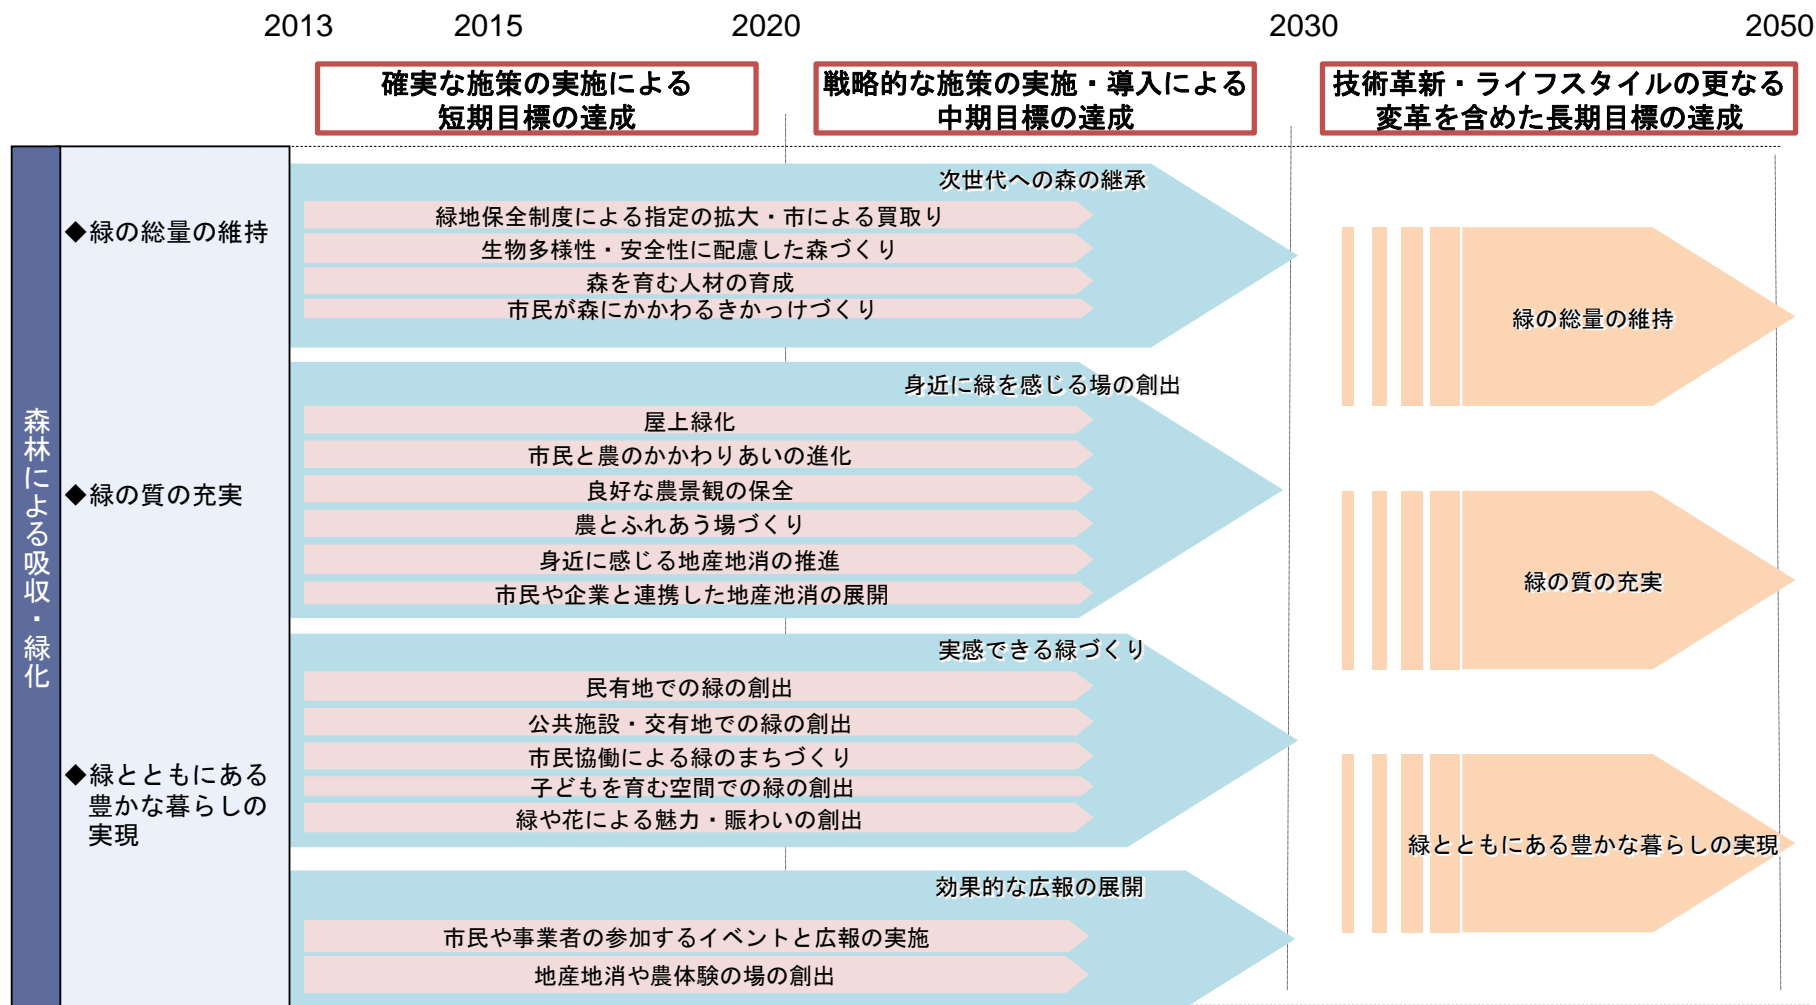 2013
2015
2020
2030
2050
確実な施策の実施による
短期目標の達成
戦略的な施策の実施・導入による
中期目標の達成
技術革新・ライフスタイルの更なる
変革を含めた長期目標の達成
森林による吸収・緑化
◆緑の総量の維持
◆緑の質の充実
◆緑とともにある
豊かな暮らしの
実現
次世代への森の継承
緑地保全制度による指定の拡大・市による買取り
生物多様性・安全性に配慮した森づくり
森を育む人材の育成
市民が森にかかわるきかっけづくり
身近に緑を感じる場の創出
屋上緑化
市民と農のかかわりあいの進化
良好な農景観の保全
農とふれあう場づくり
身近に感じる地産地消の推進
市民や企業と連携した地産池消の展開
実感できる緑づくり
民有地での緑の創出
公共施設・交有地での緑の創出
市民協働による緑のまちづくり
子どもを育む空間での緑の創出
緑や花による魅力・賑わいの創出
効果的な広報の展開
市民や事業者の参加するイベントと広報の実施
地産地消や農体験の場の創出
緑の総量の維持
緑の質の充実
緑とともにある豊かな暮らしの実現